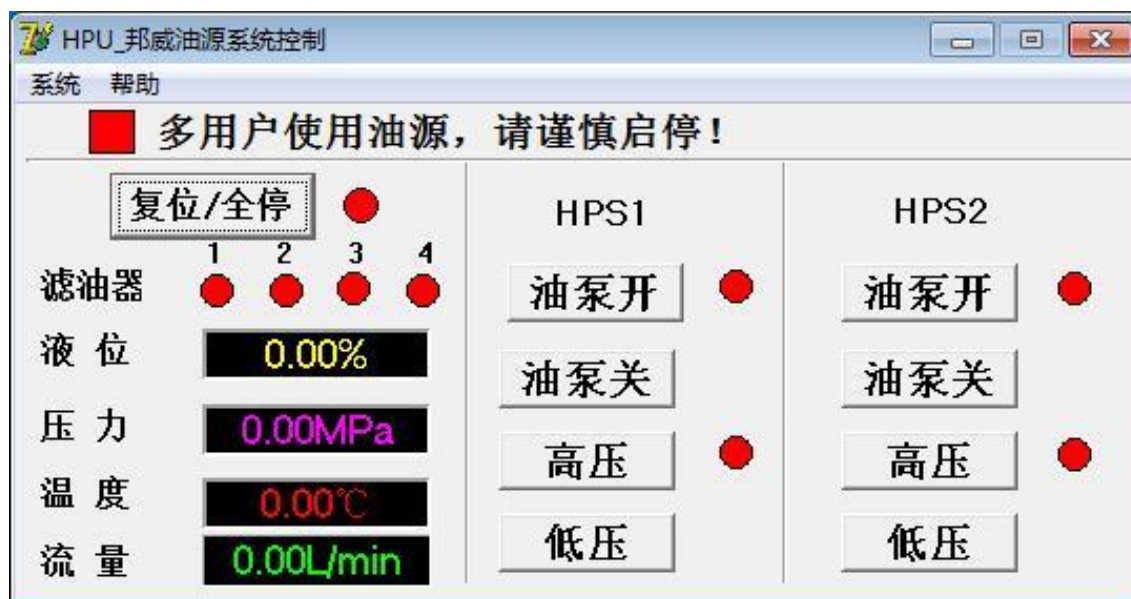 HPU_邦威油源系统控制
系统 帮助
多用户使用油源，请谨慎启停！
复位/全停
1 2 3 4
滤油器
液 位 0.00%
压 力 0.00MPa
温 度 0.00℃
流 量 0.00L/min
HPS1
油泵开
油泵关
高压
低压
HPS2
油泵开
油泵关
高压
低压